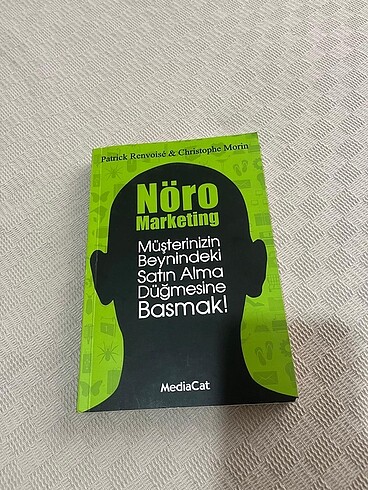 Patrick Renvoisé & Christophe Morin
Nöro
Marketing
Müşterinizin
Beynindeki
Satın Alma
Düğmesine
Basmak!
MediaCat